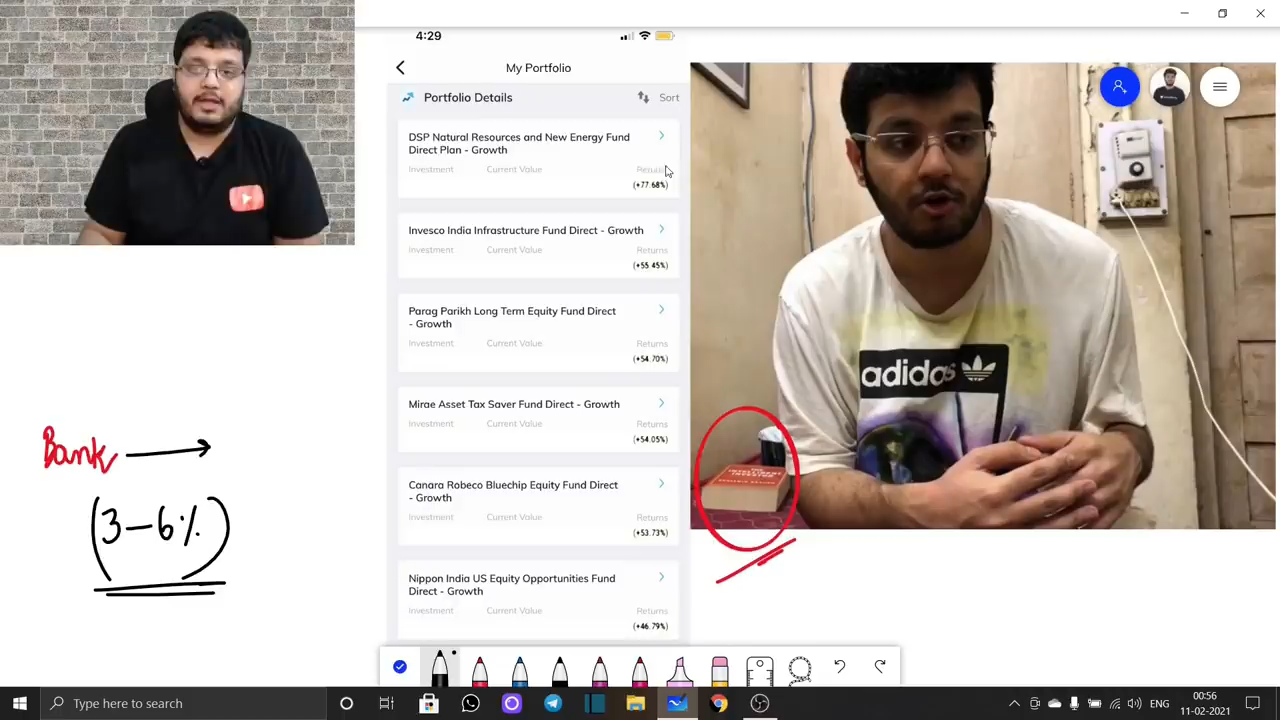 4:29
My Portfolio
Portfolio Details
Sort
DSP Natural Resources and New Energy Fund
Direct Plan - Growth
Investment Current Value Returns
(+77.68%)
Invesco India Infrastructure Fund Direct - Growth
Investment Current Value Returns
(+55.45%)
Parag Parikh Long Term Equity Fund Direct
- Growth
Investment Current Value Returns
(+54.70%)
Mirae Asset Tax Saver Fund Direct - Growth
Investment Current Value Returns
(+54.05%)
Canara Robeco Bluechip Equity Fund Direct
- Growth
Investment Current Value Returns
(+53.73%)
Nippon India US Equity Opportunities Fund
Direct - Growth
Investment Current Value Returns
(+46.79%)
Bank
(3-6%)
adidas
Type here to search
ENG
00:56
11-02-2021